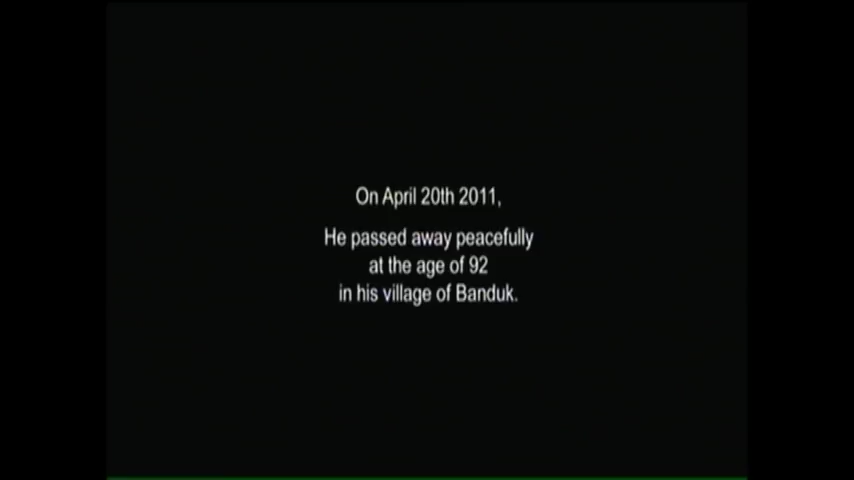 On April 20th 2011,
He passed away peacefully
at the age of 92
in his village of Banduk.